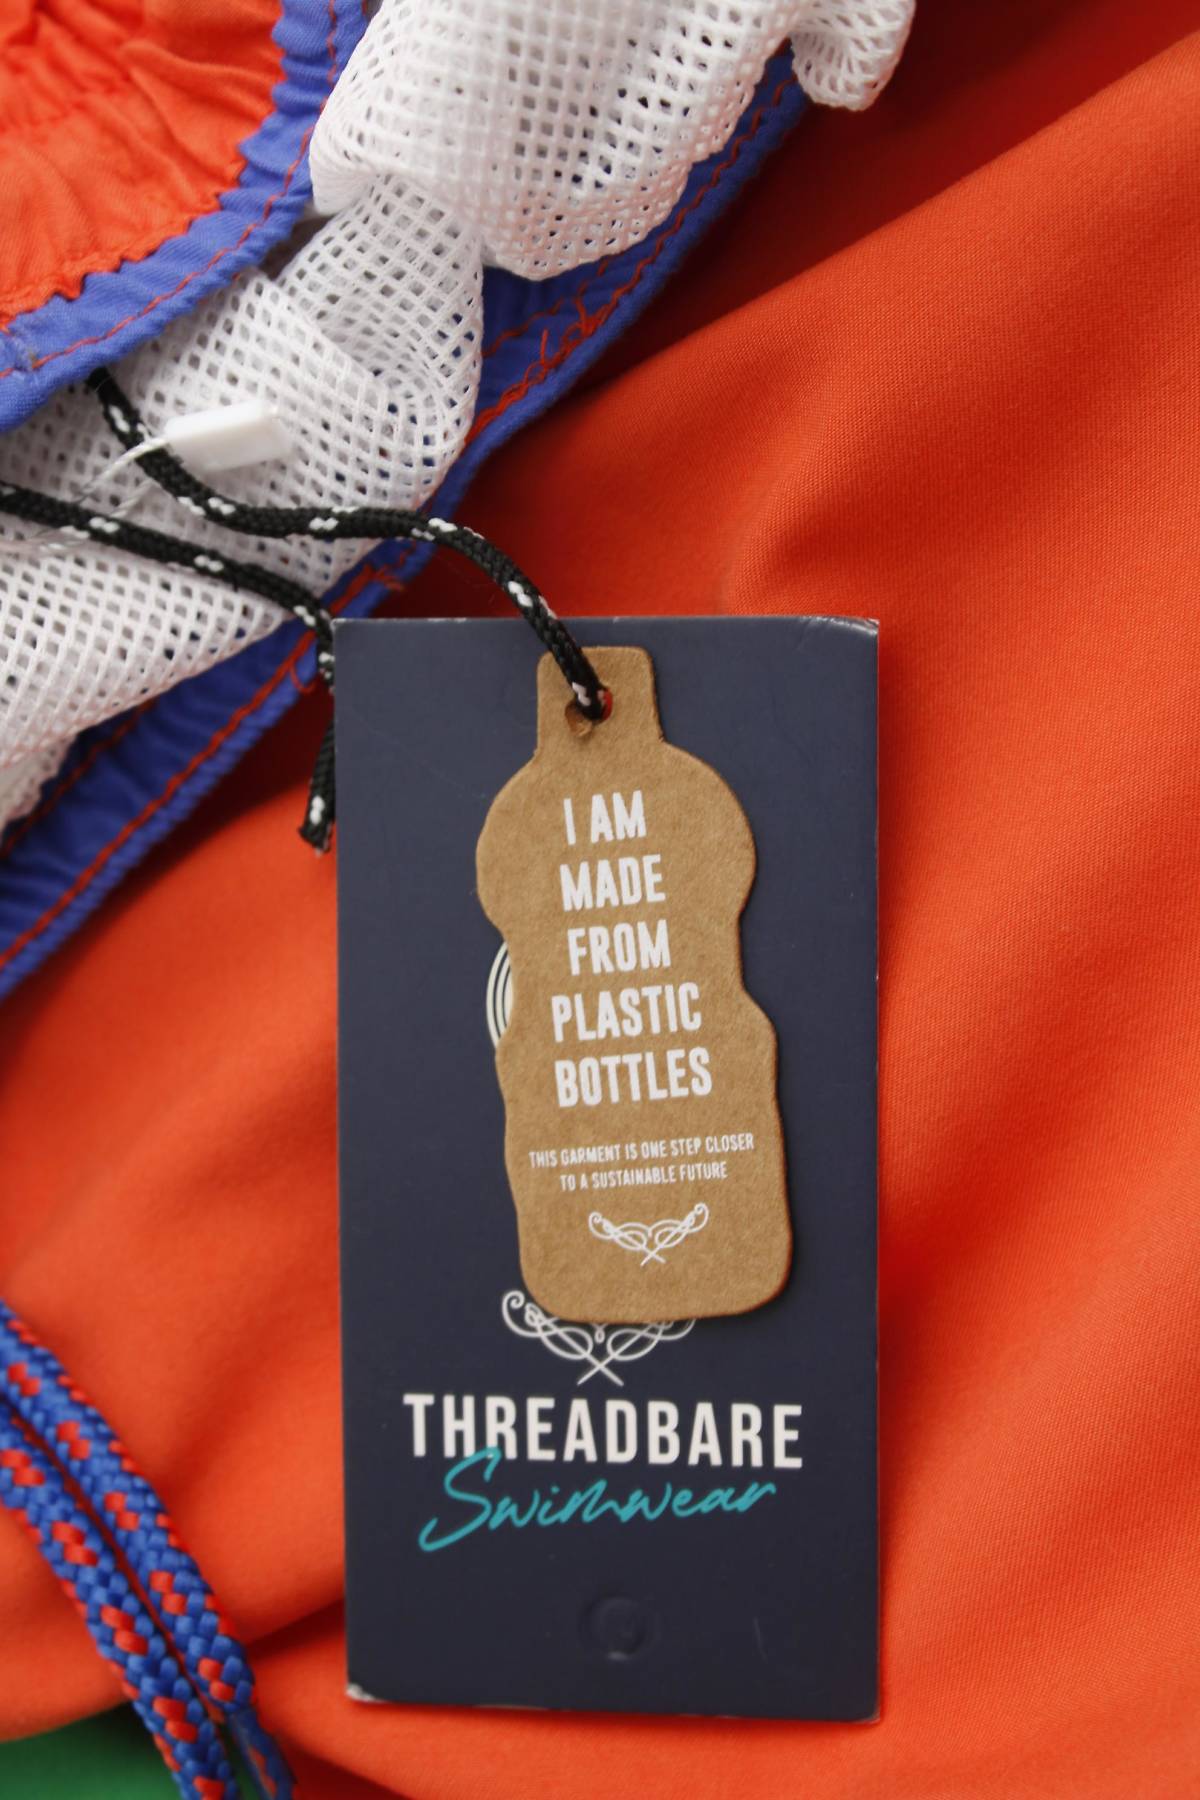 I AM
MADE
FROM
PLASTIC
BOTTLES
THIS GARMENT IS ONE STEP CLOSER
TO A SUSTAINABLE FUTURE
THREADBARE
Swimwear